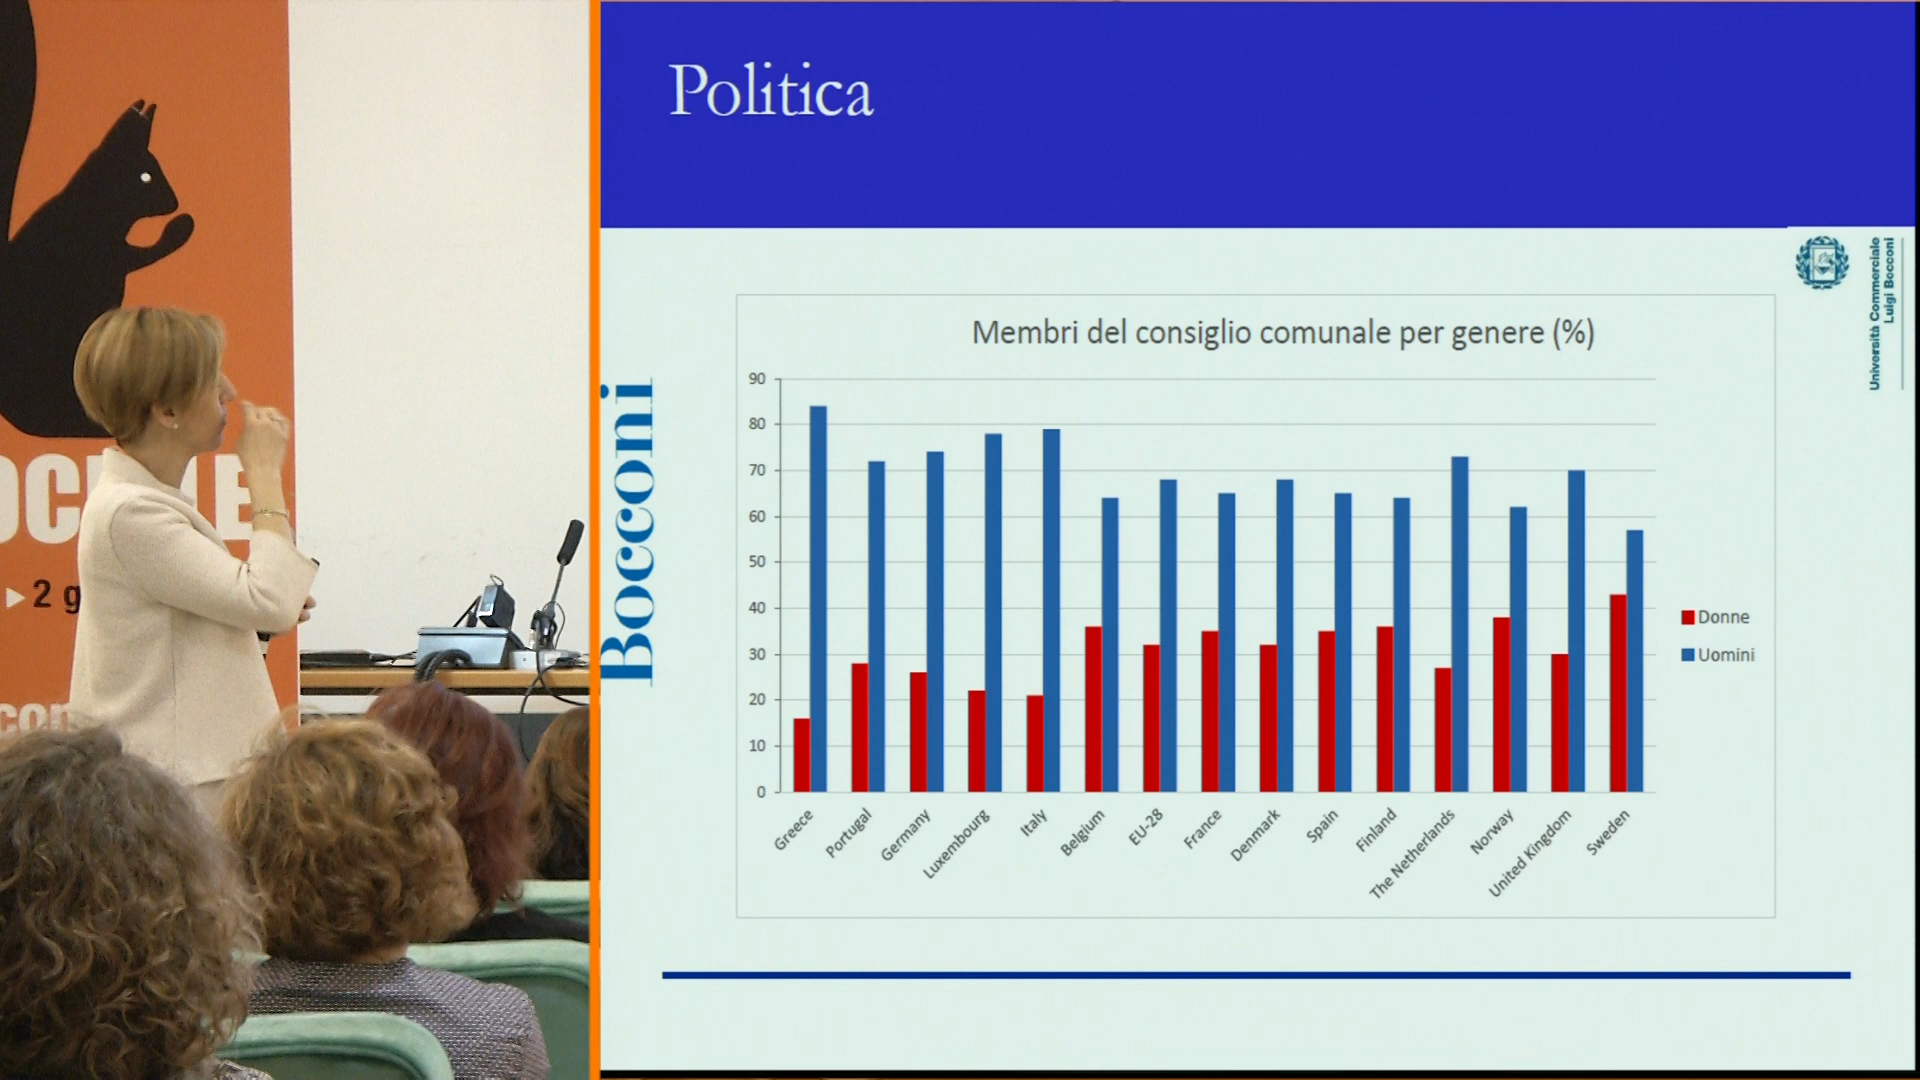 ▶ 2 g
Politica
Università Commerciale
Luigi Bocconi
Bocconi
Membri del consiglio comunale per genere (%)
90
80
70
60
50
40
30
20
10
0
Greece
Portugal
Germany
Luxembourg
Italy
Belgium
EU-28
France
Denmark
Spain
Finland
The Netherlands
Norway
United Kingdom
Sweden
Donne
Uomini